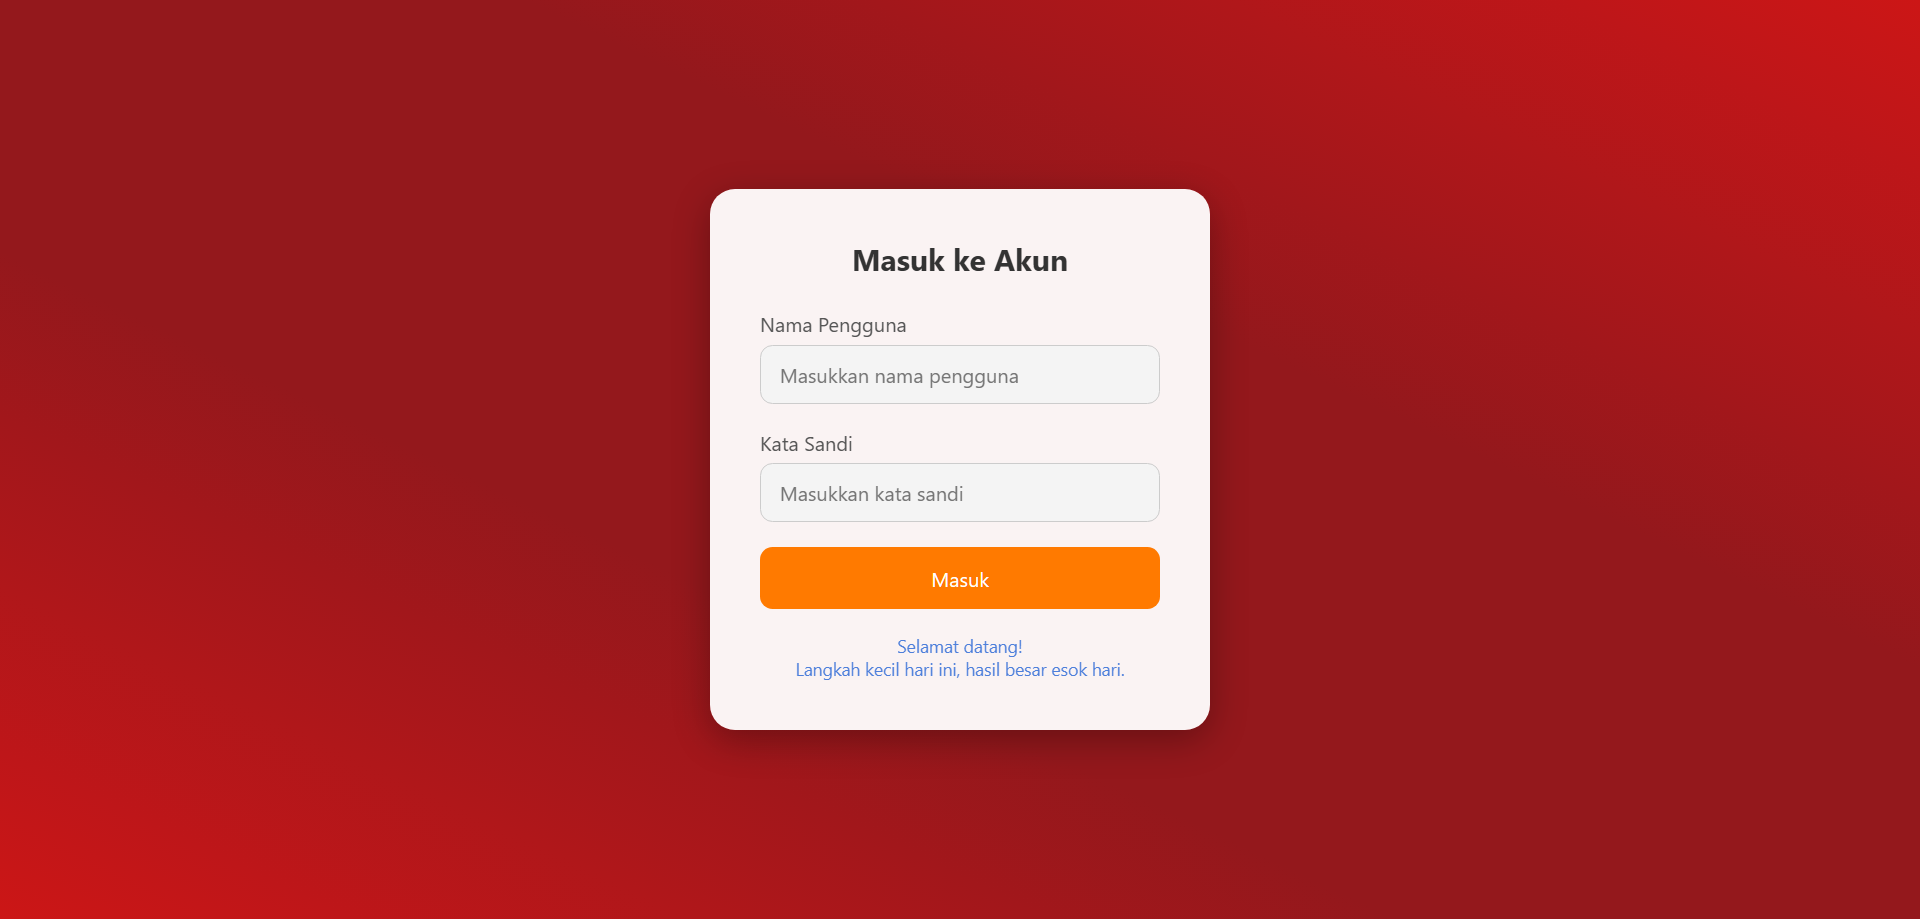 Masuk ke Akun
Nama Pengguna
Masukkan nama pengguna
Kata Sandi
Masukkan kata sandi
Masuk
Selamat datang!
Langkah kecil hari ini, hasil besar esok hari.